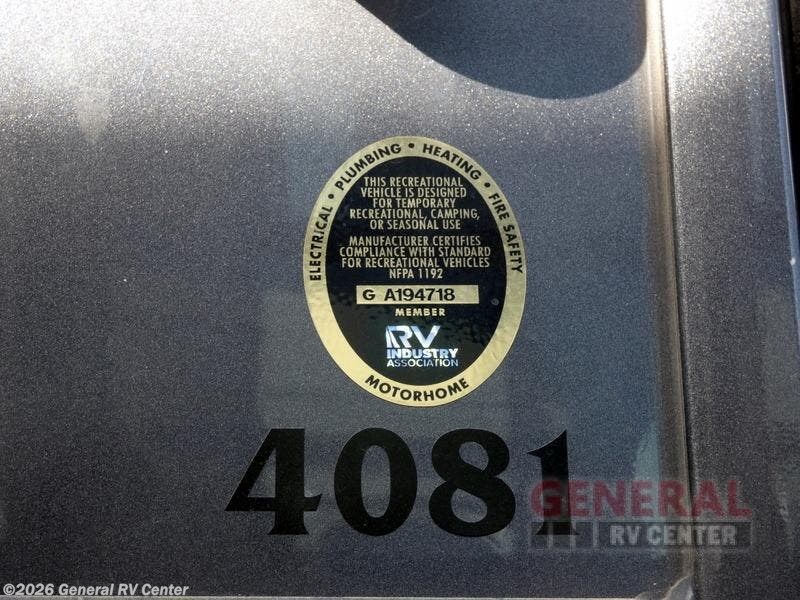 ELECTRICAL • PLUMBING • HEATING • FIRE SAFETY
THIS RECREATIONAL
VEHICLE IS DESIGNED
FOR TEMPORARY
RECREATIONAL, CAMPING,
OR SEASONAL USE
MANUFACTURER CERTIFIES
COMPLIANCE WITH STANDARD
FOR RECREATIONAL VEHICLES
NFPA 1192
G A194718
MEMBER
RV
INDUSTRY
ASSOCIATION
MOTORHOME
4081
GENERAL
RV CENTER
©2026 General RV Center